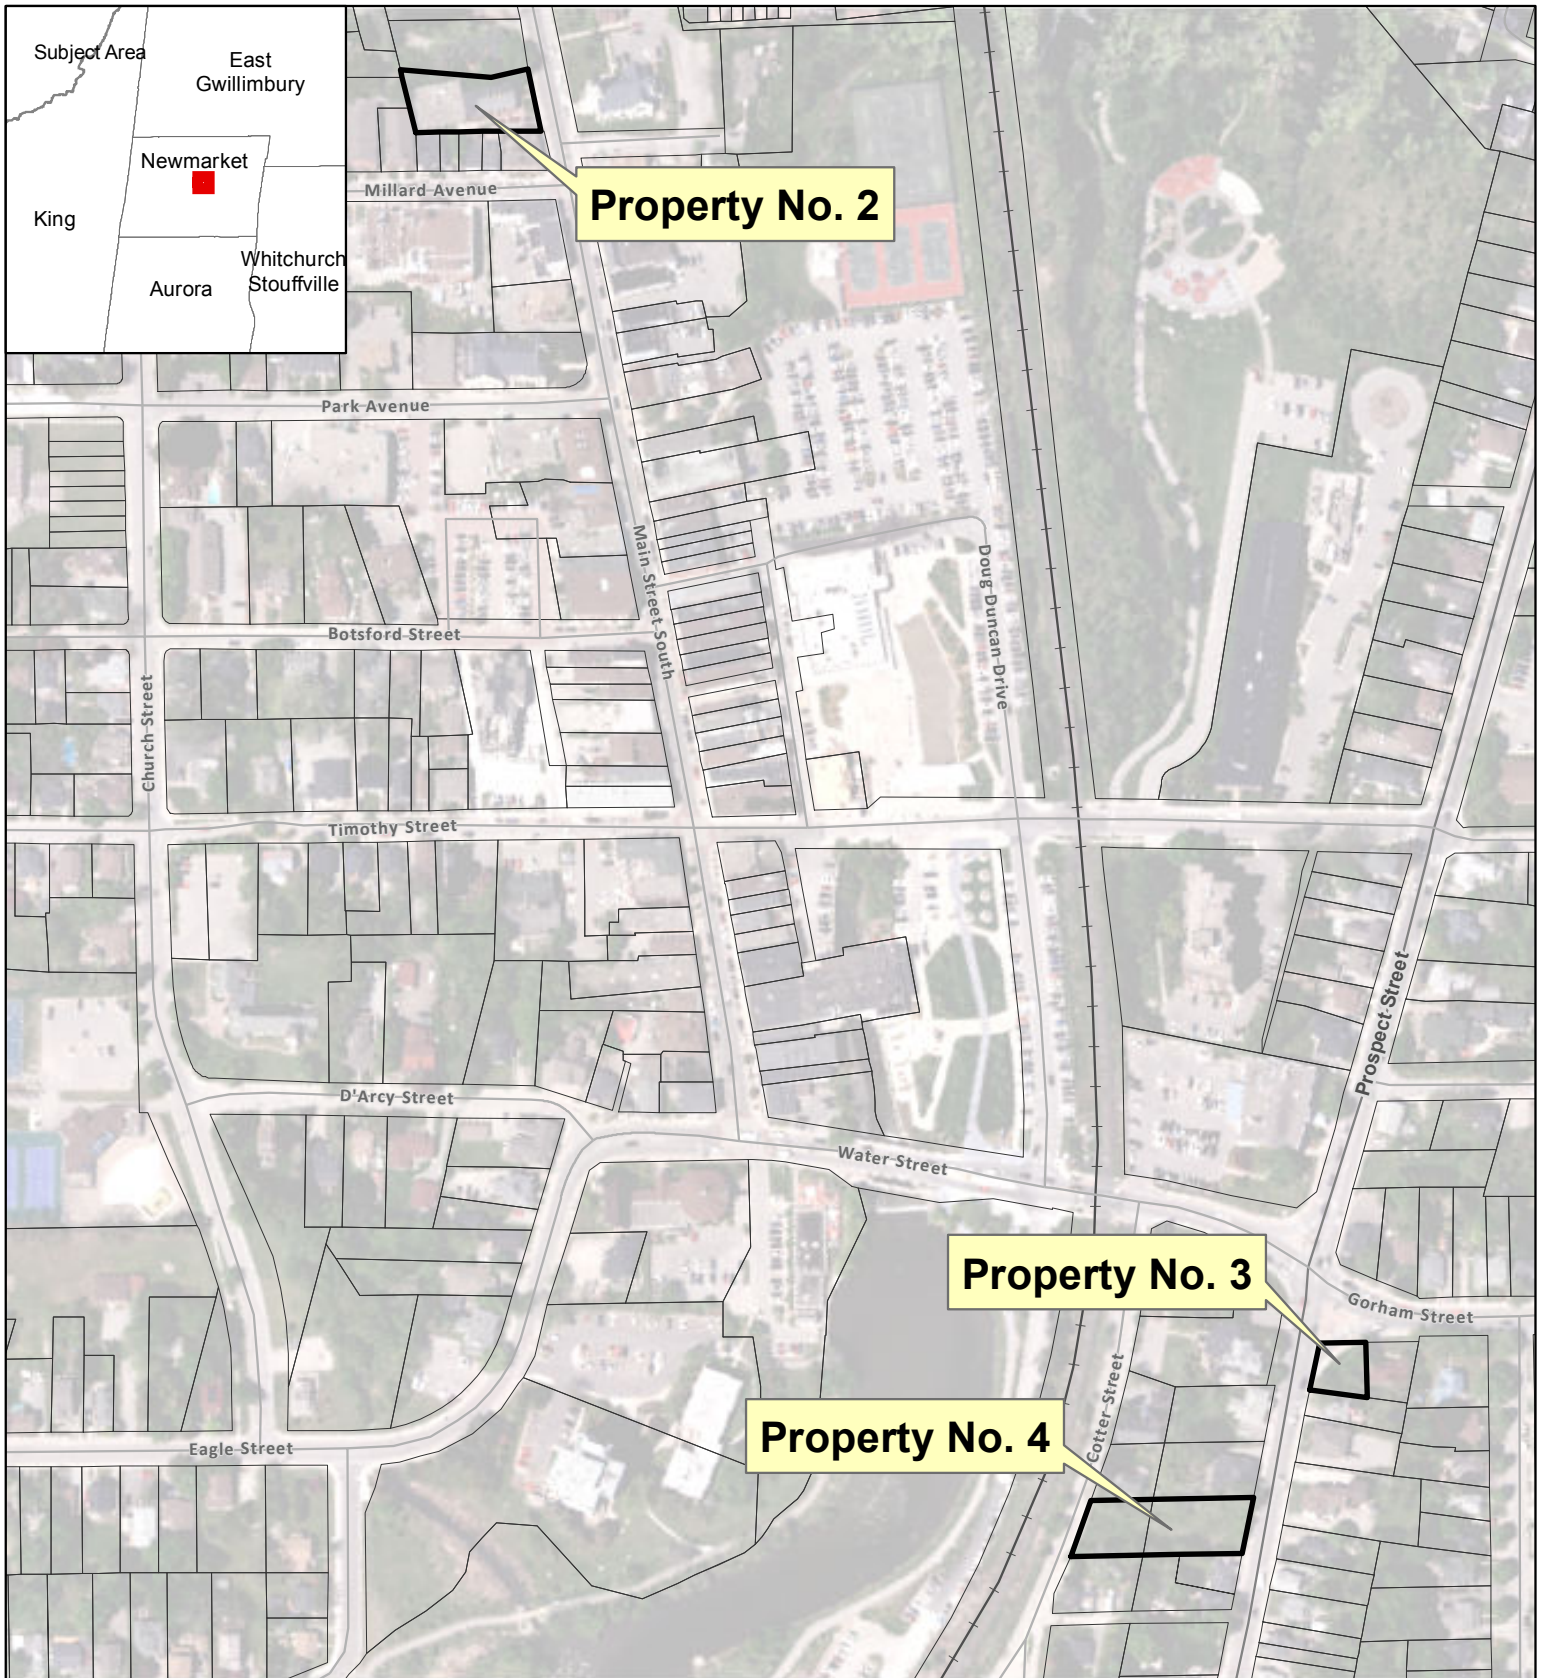 Subject Area
East
Gwillimbury
Newmarket
King
Whitchurch
Stouffville
Aurora
Millard Avenue
Property No. 2
Park Avenue
Main Street South
Doug Duncan Drive
Botsford Street
Church Street
Timothy Street
Prospect Street
D'Arcy Street
Water Street
Property No. 3
Gorham Street
Cotter Street
Property No. 4
Eagle Street